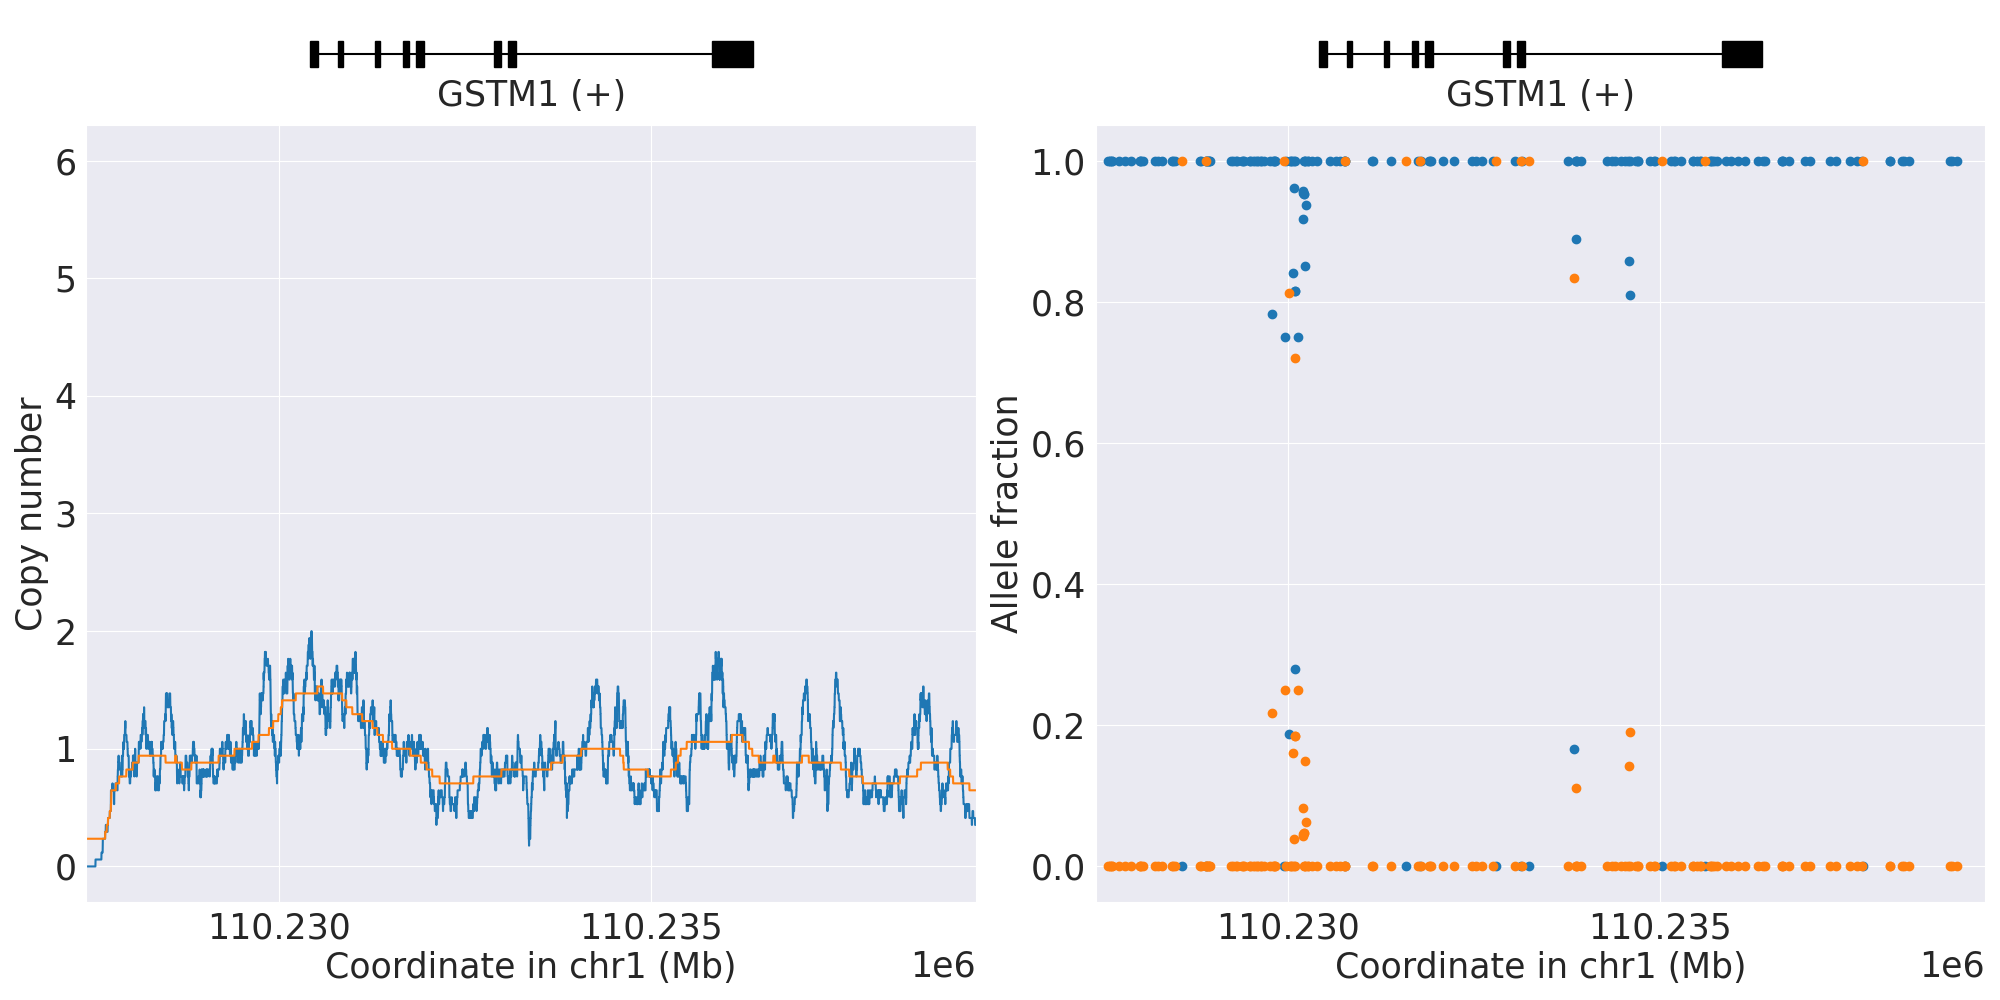 GSTM1 (+)
6
5
4
3
2
1
0
Copy number
110.230
110.235
Coordinate in chr1 (Mb)
1e6
GSTM1 (+)
1.0
0.8
0.6
0.4
0.2
0.0
Allele fraction
110.230
110.235
Coordinate in chr1 (Mb)
1e6